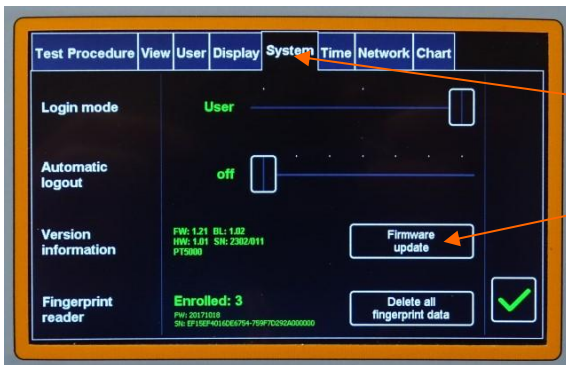 Test Procedure View User Display System Time Network Chart
Login mode User
Automatic
logout
off
Version
information
FW: 1.21 BL: 1.02
HW: 1.01 SN: 2302/011
PT5000
Firmware
update
Fingerprint
reader
Enrolled: 3
FW: 20171018
SN: EF15EF4016DE6754-759F7D292A000000
Delete all
fingerprint data